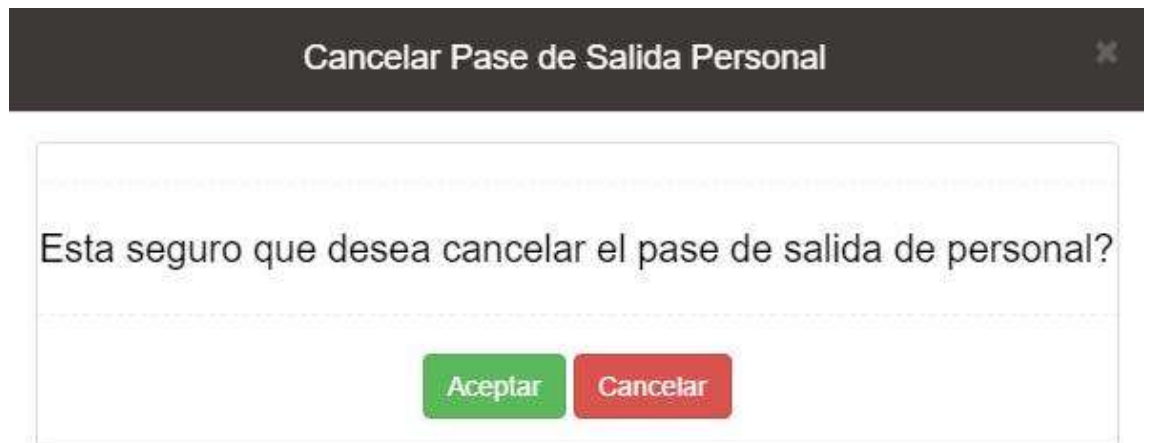 Cancelar Pase de Salida Personal
Esta seguro que desea cancelar el pase de salida de personal?
Aceptar Cancelar